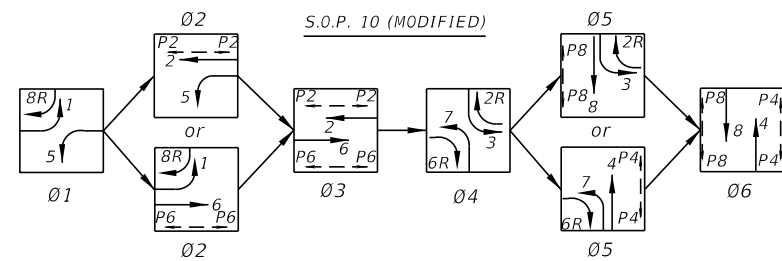 S.O.P. 10 (MODIFIED)
Ø2
P2 P2
2
5
8R
1
5
Ø1
or
8R
1
6
P6 P6
Ø2
P2 P2
2
6
P6 P6
Ø3
7
2R
6R
3
Ø4
Ø5
P8
2R
3
P8
8
or
7
4
P4
6R
P4
Ø5
P8
P4
8
4
P8
P4
Ø6